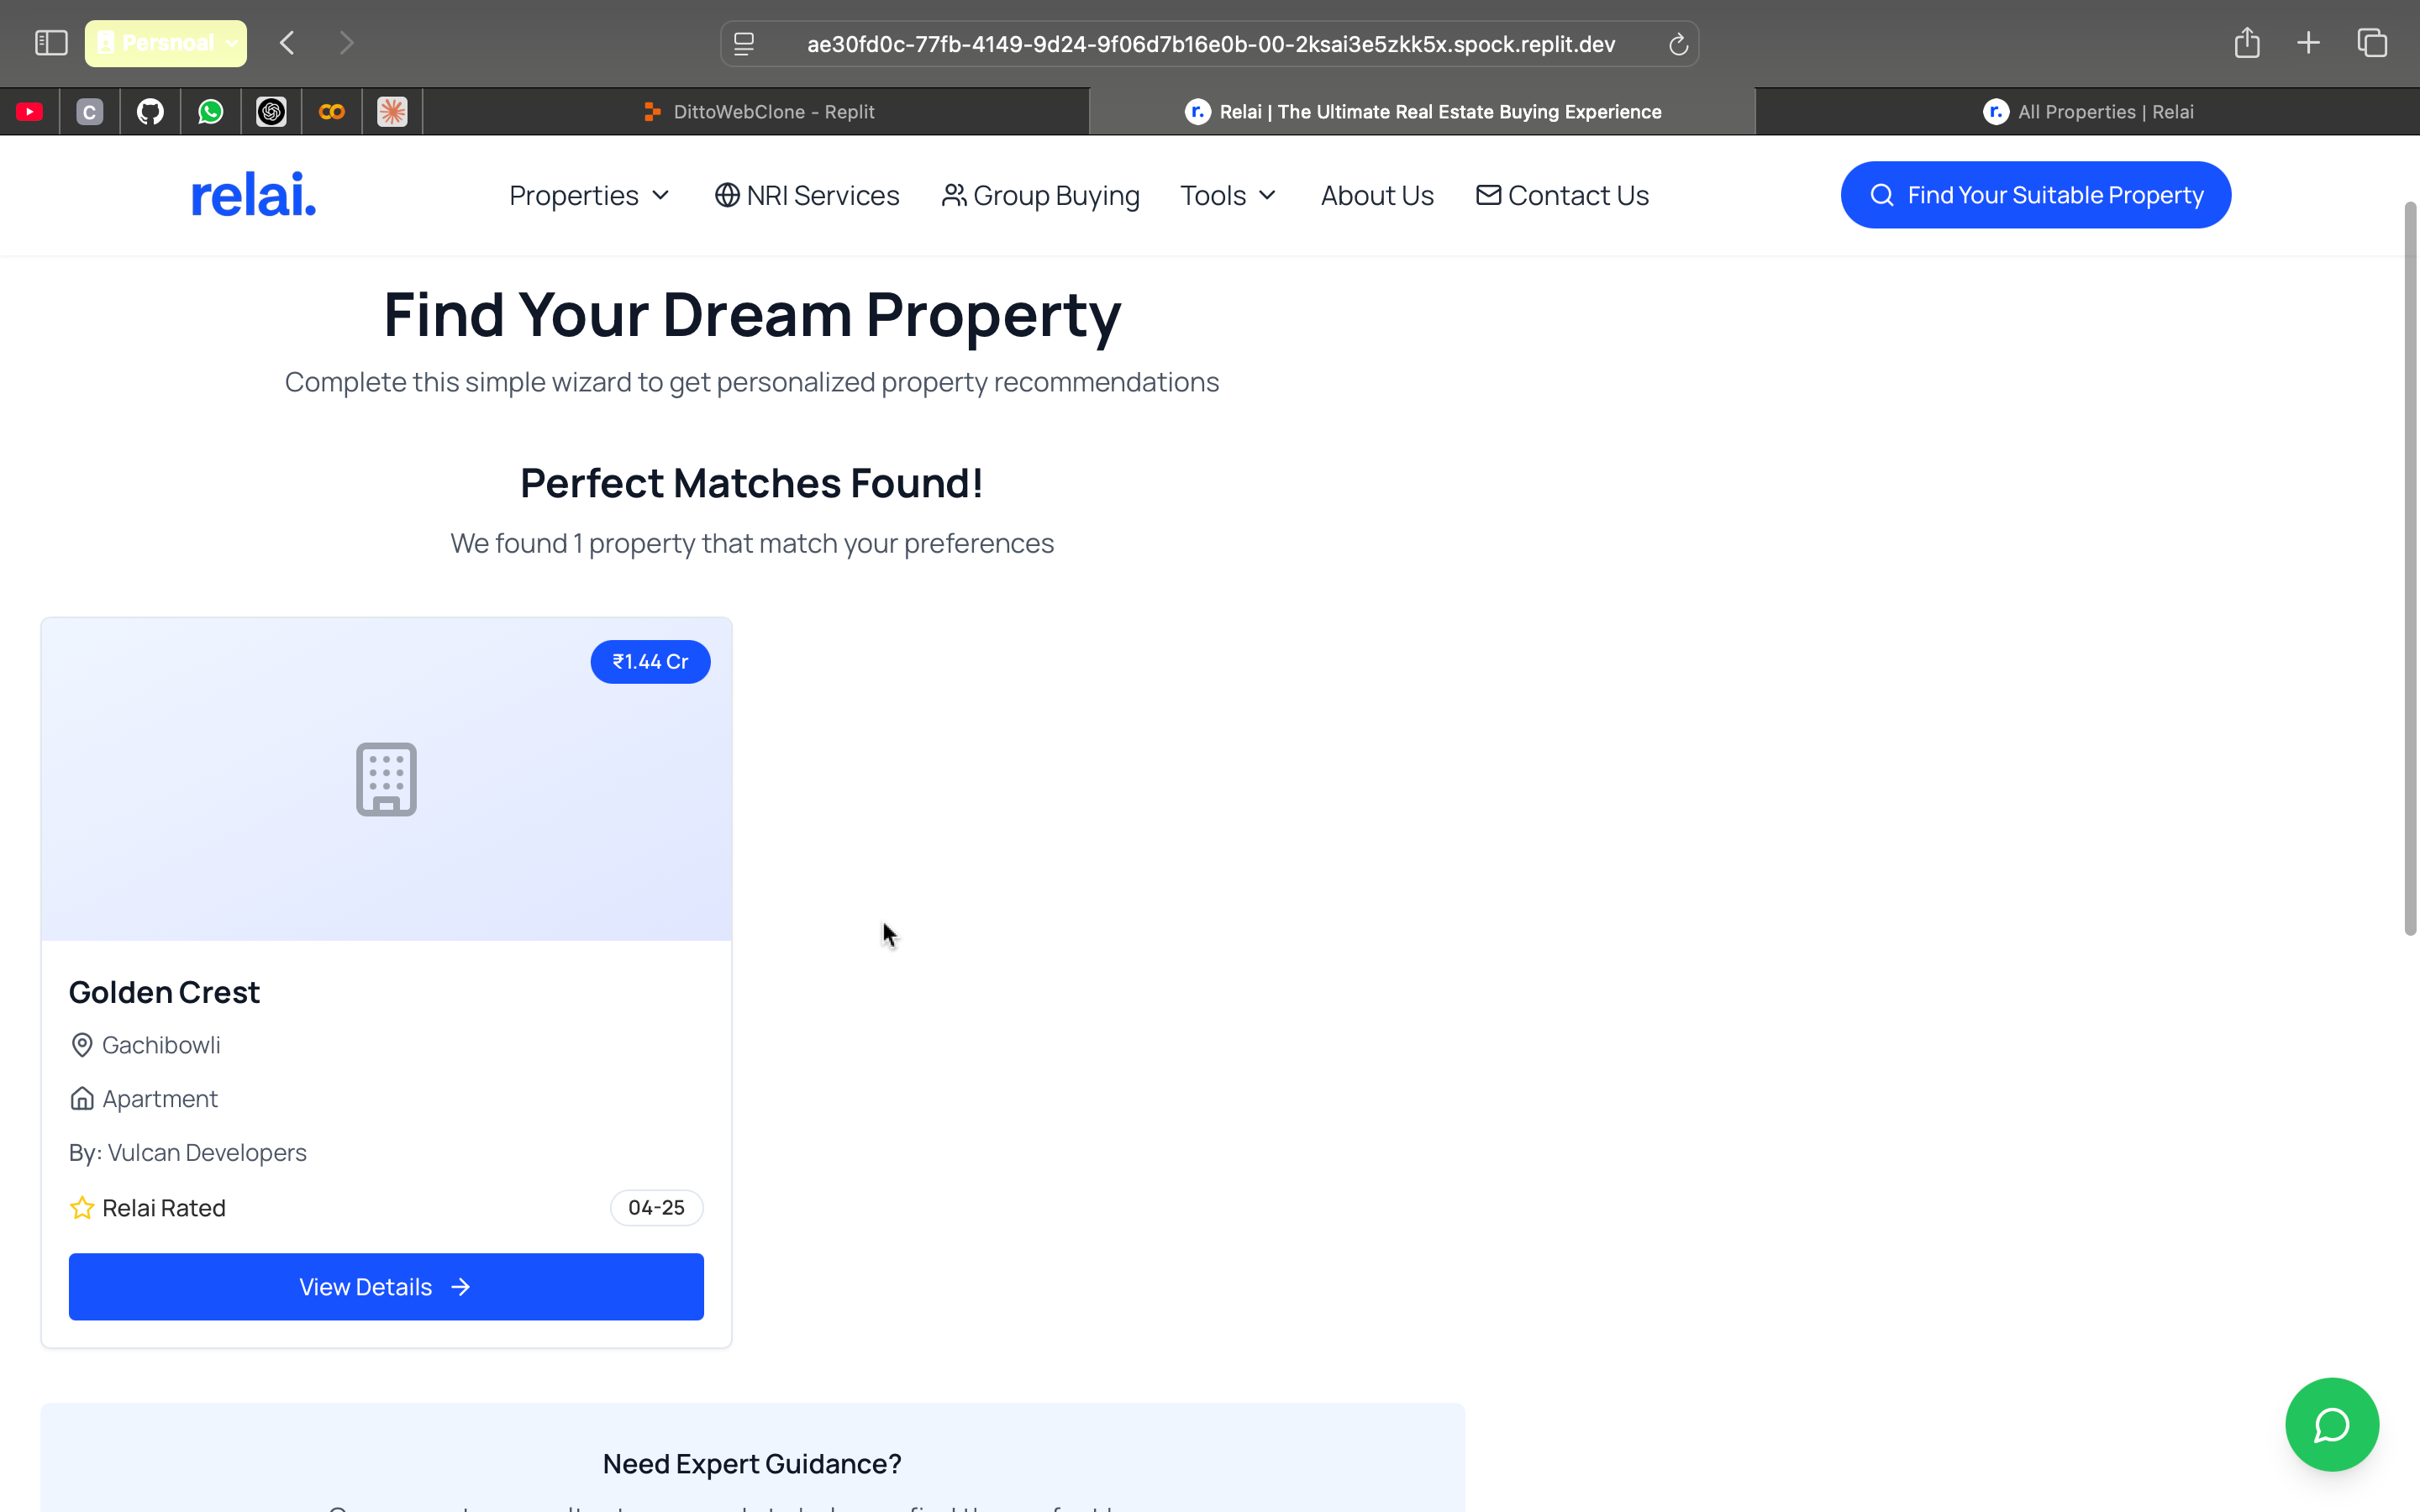 Persnoal
ae30fd0c-77fb-4149-9d24-9f06d7b16e0b-00-2ksai3e5zkk5x.spock.replit.dev
C
DittoWebClone - Replit
r. Relai | The Ultimate Real Estate Buying Experience
r. All Properties | Relai
relai.
Properties
NRI Services
Group Buying
Tools
About Us
Contact Us
Find Your Suitable Property
Find Your Dream Property
Complete this simple wizard to get personalized property recommendations
Perfect Matches Found!
We found 1 property that match your preferences
₹1.44 Cr
Golden Crest
Gachibowli
Apartment
By: Vulcan Developers
Relai Rated
04-25
View Details
Need Expert Guidance?